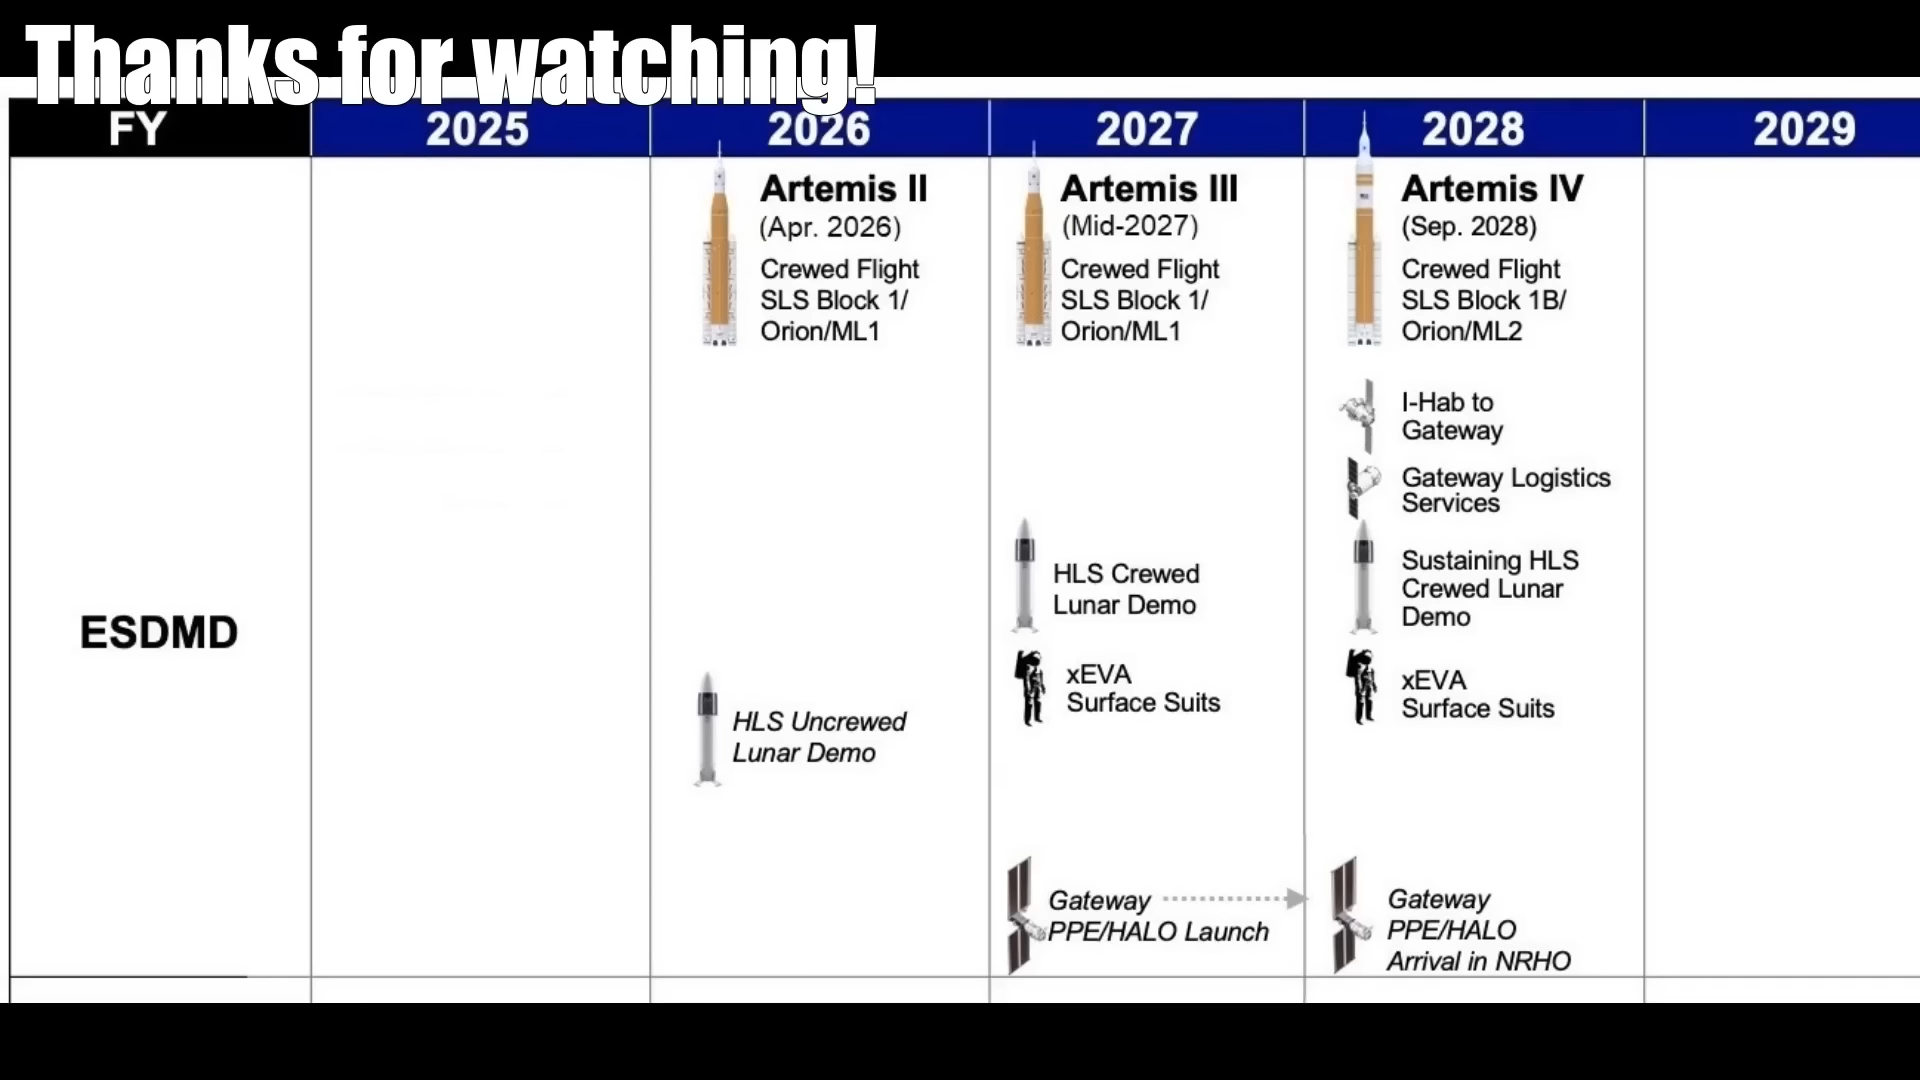 Thanks for watching!
FY
2025
2026
2027
2028
2029
ESDMD
Artemis II
(Apr. 2026)
Crewed Flight
SLS Block 1/
Orion/ML1
HLS Uncrewed
Lunar Demo
Artemis III
(Mid-2027)
Crewed Flight
SLS Block 1/
Orion/ML1
HLS Crewed
Lunar Demo
xEVA
Surface Suits
Gateway
PPE/HALO Launch
Artemis IV
(Sep. 2028)
Crewed Flight
SLS Block 1B/
Orion/ML2
I-Hab to
Gateway
Gateway Logistics
Services
Sustaining HLS
Crewed Lunar
Demo
xEVA
Surface Suits
Gateway
PPE/HALO
Arrival in NRHO